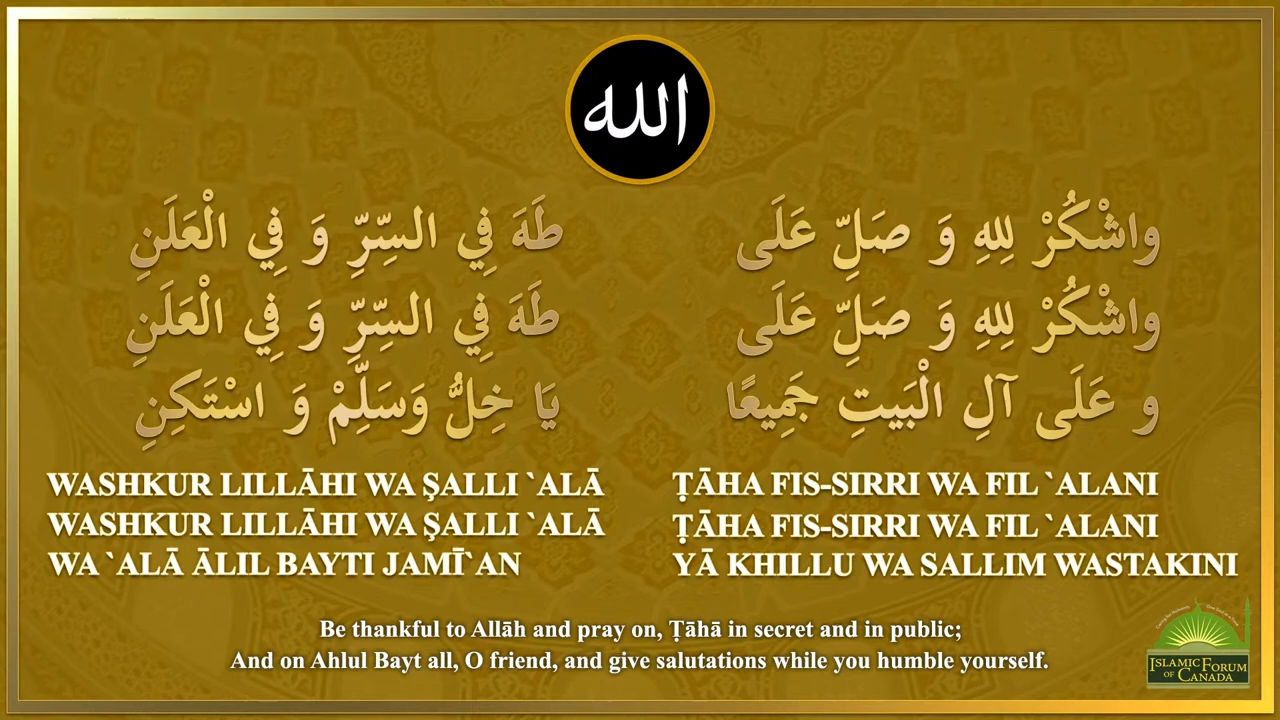 الله
واشْكُرْ لِلهِ وَ صَلِّ عَلَى طَهَ فِي السِّرِّ وَ فِي الْعَلَنِ
واشْكُرْ لِلهِ وَ صَلِّ عَلَى طَهَ فِي السِّرِّ وَ فِي الْعَلَنِ
و عَلَى آلِ الْبَيتِ جَمِيعًا يَا خِلُّ وَسَلِّمْ وَ اسْتَكِنِ
WASHKUR LILLĀHI WA ŞALLI `ALĀ ṬĀHA FIS-SIRRI WA FIL `ALANI
WASHKUR LILLĀHI WA ŞALLI `ALĀ ṬĀHA FIS-SIRRI WA FIL `ALANI
WA `ALĀ ĀLIL BAYTI JAMĪ`AN YĀ KHILLU WA SALLIM WASTAKINI
Be thankful to Allāh and pray on, Ṭāhā in secret and in public;
And on Ahlul Bayt all, O friend, and give salutations while you humble yourself.
ISLAMIC FORUM
OF CANADA